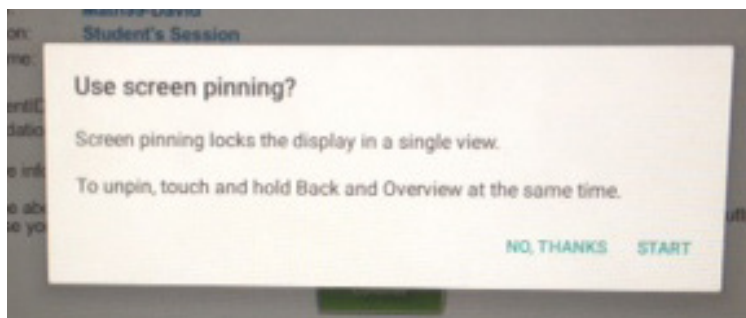 Student's Session
Use screen pinning?
Screen pinning locks the display in a single view.
To unpin, touch and hold Back and Overview at the same time.
NO, THANKS START